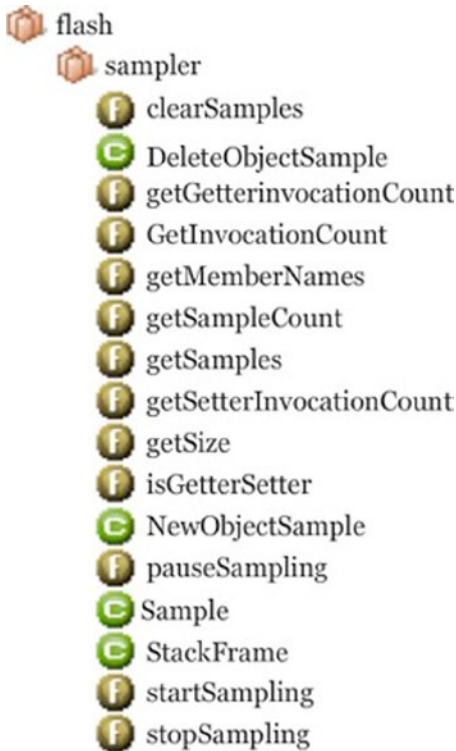 flash
sampler
F clearSamples
C DeleteObjectSample
F getGetterinvocationCount
F GetInvocationCount
F getMemberNames
F getSampleCount
F getSamples
F getSetterInvocationCount
F getSize
F isGetterSetter
C NewObjectSample
F pauseSampling
C Sample
C StackFrame
F startSampling
F stopSampling